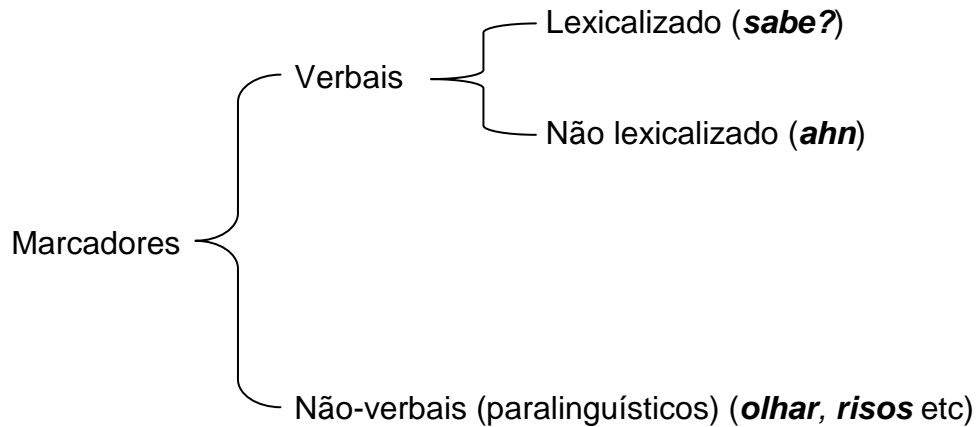 Lexicalizado (sabe?)
Verbais
Não lexicalizado (ahn)
Marcadores
Não-verbais (paralinguísticos) (olhar, risos etc)